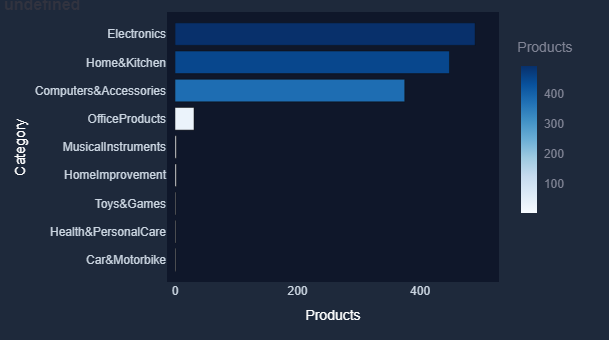 undefined
Electronics
Home&Kitchen
Computers&Accessories
OfficeProducts
MusicalInstruments
HomeImprovement
Toys&Games
Health&PersonalCare
Car&Motorbike
Category
0
200
400
Products
Products
400
300
200
100